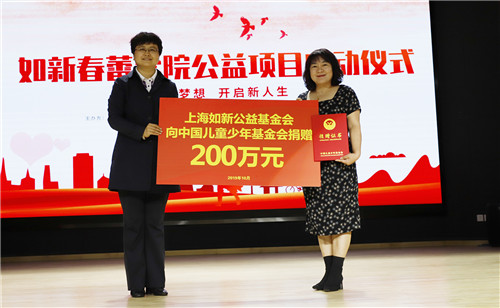 如新春蕾 院公益项目 动仪式
梦想 开启新人生
上海如新公益基金会
向中国儿童少年基金会捐赠
200万元
捐赠证书